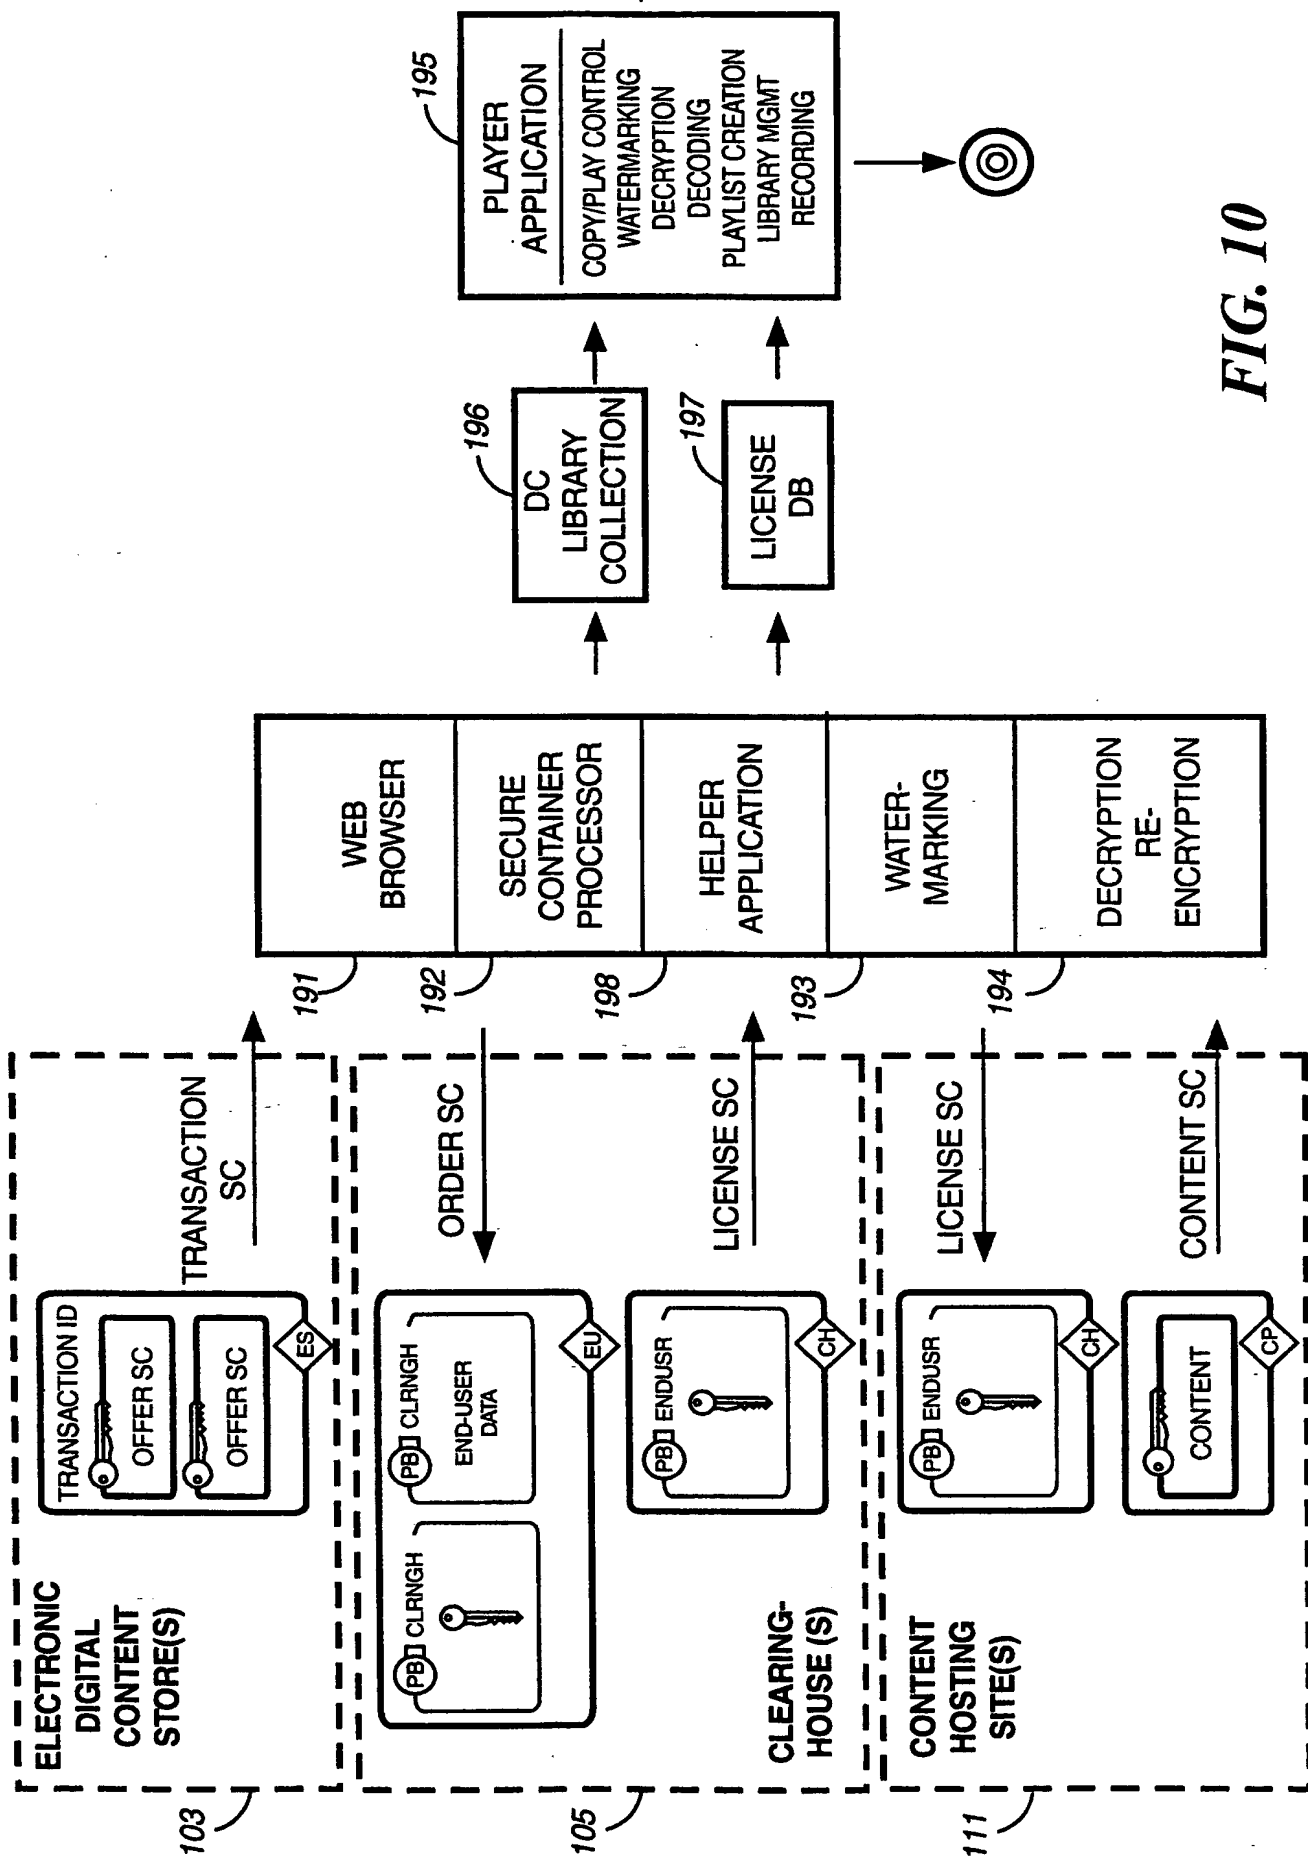 ELECTRONIC
DIGITAL
CONTENT
STORE(S)
103
TRANSACTION ID
OFFER SC
OFFER SC
ES
TRANSACTION
SC
105
PB CLRNGH
PB CLRNGH
END-USER
DATA
EU
ORDER SC
CLEARING-
HOUSE (S)
PB ENDUSR
CH
LICENSE SC
111
CONTENT
HOSTING
SITE(S)
PB ENDUSR
CH
LICENSE SC
CONTENT
CP
CONTENT SC
191
WEB
BROWSER
192
SECURE
CONTAINER
PROCESSOR
198
HELPER
APPLICATION
193
WATER-
MARKING
194
DECRYPTION
RE-
ENCRYPTION
196
DC
LIBRARY
COLLECTION
197
LICENSE
DB
195
PLAYER
APPLICATION
COPY/PLAY CONTROL
WATERMARKING
DECRYPTION
DECODING
PLAYLIST CREATION
LIBRARY MGMT
RECORDING
FIG. 10